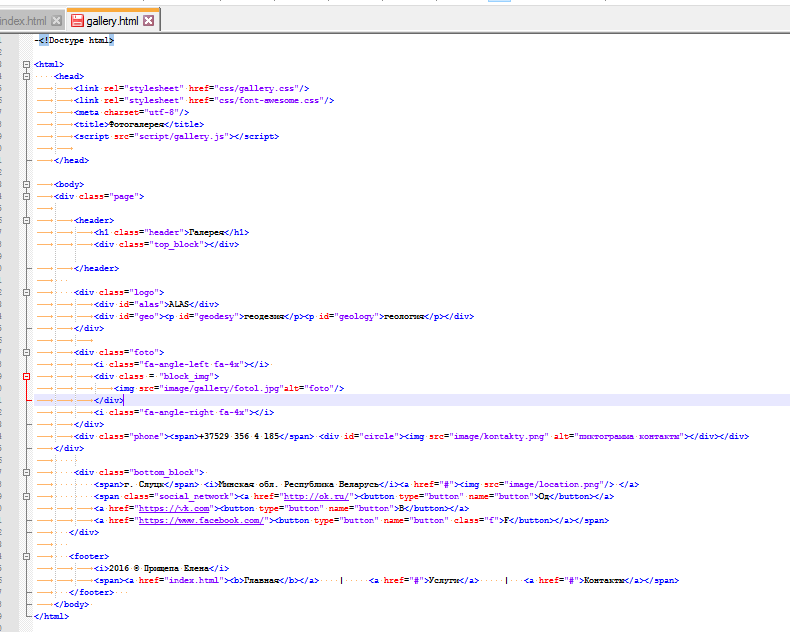 index.html gallery.html
<!Doctype html>
<html>
<head>
<link rel="stylesheet" href="css/gallery.css"/>
<link rel="stylesheet" href="css/font-awesome.css"/>
<meta charset="utf-8"/>
<title>Фотогалерея</title>
<script src="script/gallery.js"></script>
</head>
<body>
<div class="page">
<header>
<h1 class="header">Галерея</h1>
<div class="top_block"></div>
</header>
<div class="logo">
<div id="alas">ALAS</div>
<div id="geo"><p id="geodesy">геодезия</p><p id="geology">геология</p></div>
</div>
<div class="foto">
<i class="fa-angle-left fa-4x"></i>
<div class = "block_img">
<img src="image/gallery/foto1.jpg"alt="foto"/>
</div>
<i class="fa-angle-right fa-4x"></i>
</div>
<div class="phone"><span>+37529 356 4 185</span> <div id="circle"><img src="image/kontakty.png" alt="пиктограмма контакты"></div></div>
</div>
<div class="bottom_block">
<span>г. Слуцк</span> <i>Минская обл. Республика Беларусь</i><a href="#"><img src="image/location.png"/> </a>
<span class="social_network"><a href="http://ok.ru/"><button type="button" name="button">Од</button></a>
<a href="https://vk.com"><button type="button" name="button">В</button></a>
<a href="https://www.facebook.com/"><button type="button" name="button" class="f">F</button></a></span>
</div>
<footer>
<i>2016 © Прищепа Елена</i>
<span><a href="index.html"><b>Главная</b></a> | <a href="#">Услуги</a> | <a href="#">Контакты</a></span>
</footer>
</body>
</html>